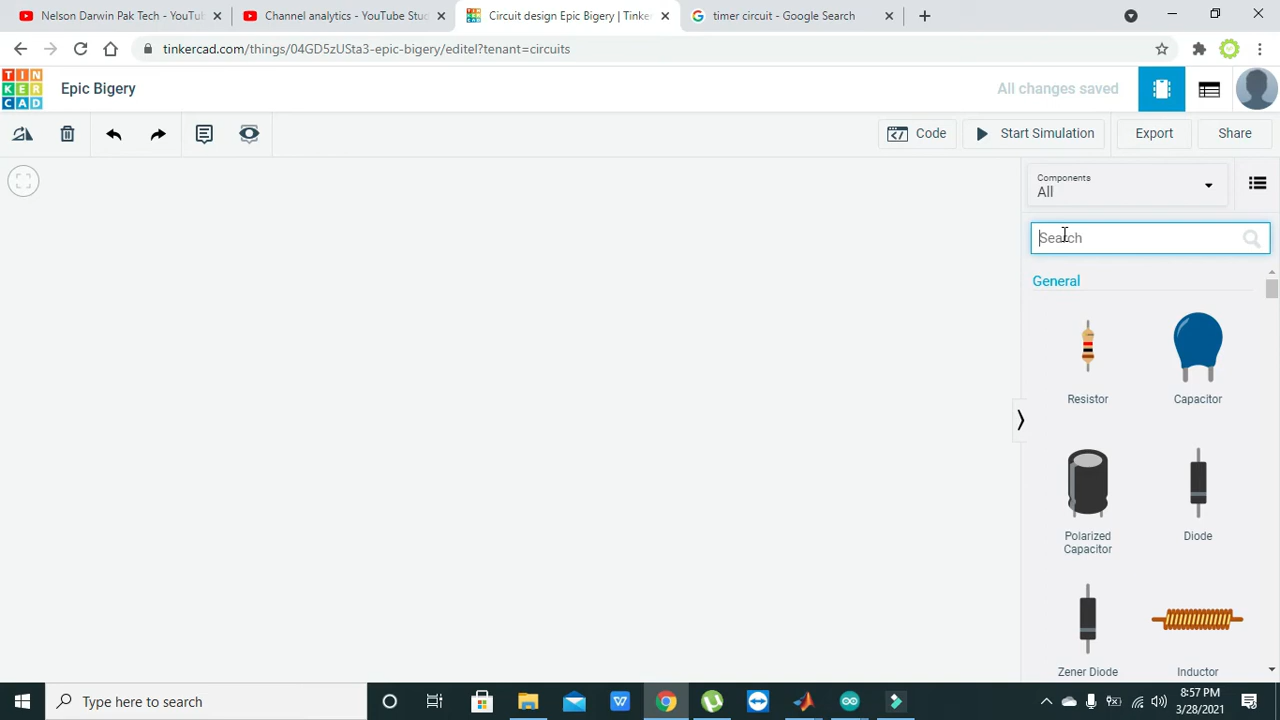 Nelson Darwin Pak Tech - YouTu
Channel analytics - YouTube Stud
Circuit design Epic Bigery | Tinker
timer circuit - Google Search
tinkercad.com/things/04GD5zUSta3-epic-bigery/editel?tenant=circuits
TIN
KER
CAD
Epic Bigery
All changes saved
Code
Start Simulation
Export
Share
Components
All
Search
General
Resistor
Capacitor
Polarized
Capacitor
Diode
Zener Diode
Inductor
Type here to search
8:57 PM
3/28/2021